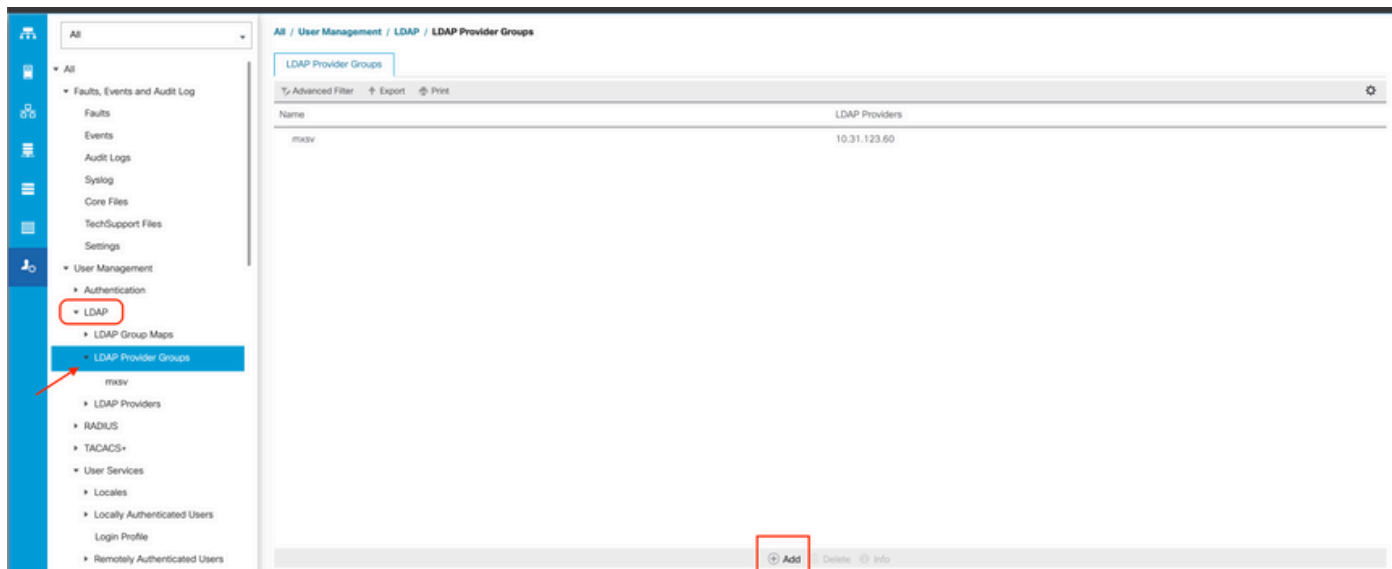 All
All
Faults, Events and Audit Log
Faults
Events
Audit Logs
Syslog
Core Files
TechSupport Files
Settings
User Management
Authentication
LDAP
LDAP Group Maps
LDAP Provider Groups
mxsv
LDAP Providers
RADIUS
TACACS+
User Services
Locales
Locally Authenticated Users
Login Profile
Remotely Authenticated Users
All / User Management / LDAP / LDAP Provider Groups
LDAP Provider Groups
Advanced Filter Export Print
Name LDAP Providers
mxsv 10.31.123.60
Add Delete Info